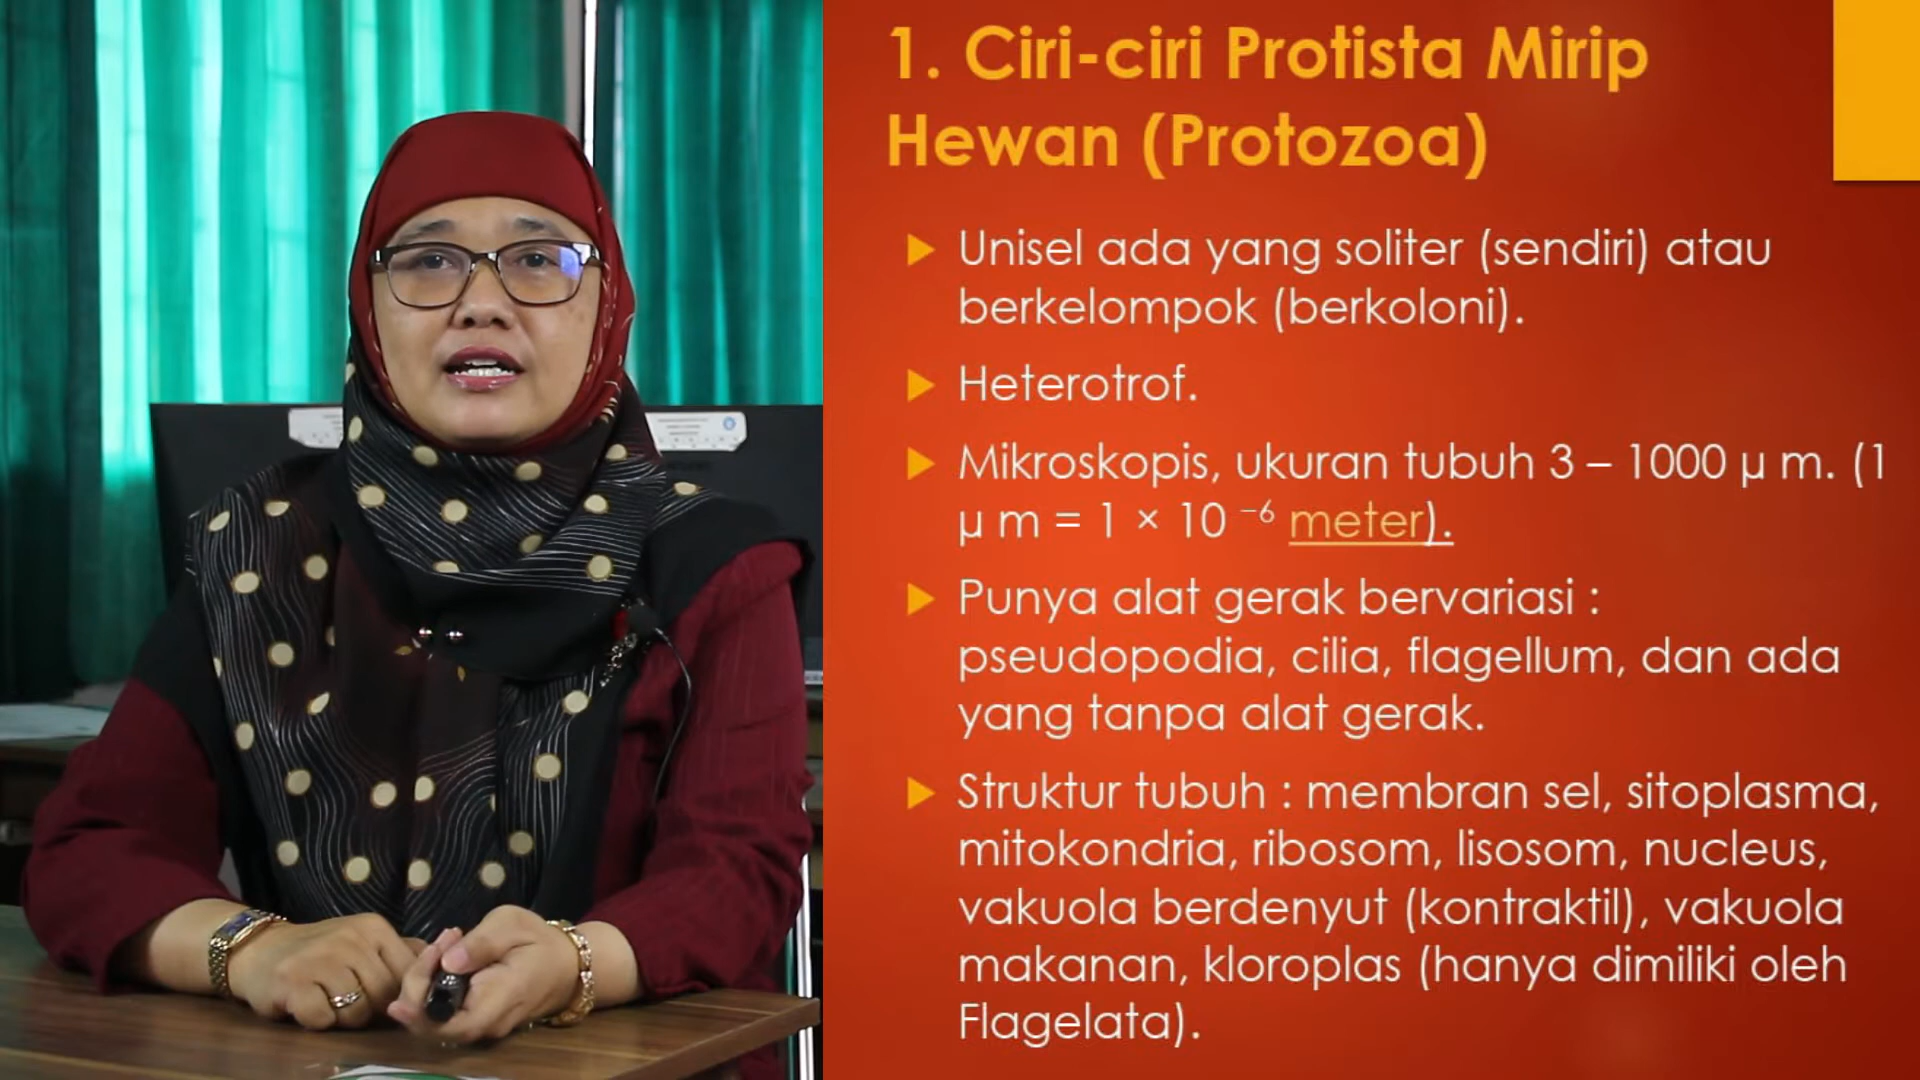 1. Ciri-ciri Protista Mirip
Hewan (Protozoa)
Unisel ada yang soliter (sendiri) atau
berkelompok (berkoloni).
Heterotrof.
Mikroskopis, ukuran tubuh 3 – 1000 µ m. (1
µ m = 1 × 10 ⁻⁶ meter).
Punya alat gerak bervariasi :
pseudopodia, cilia, flagellum, dan ada
yang tanpa alat gerak.
Struktur tubuh : membran sel, sitoplasma,
mitokondria, ribosom, lisosom, nucleus,
vakuola berdenyut (kontraktil), vakuola
makanan, kloroplas (hanya dimiliki oleh
Flagelata).